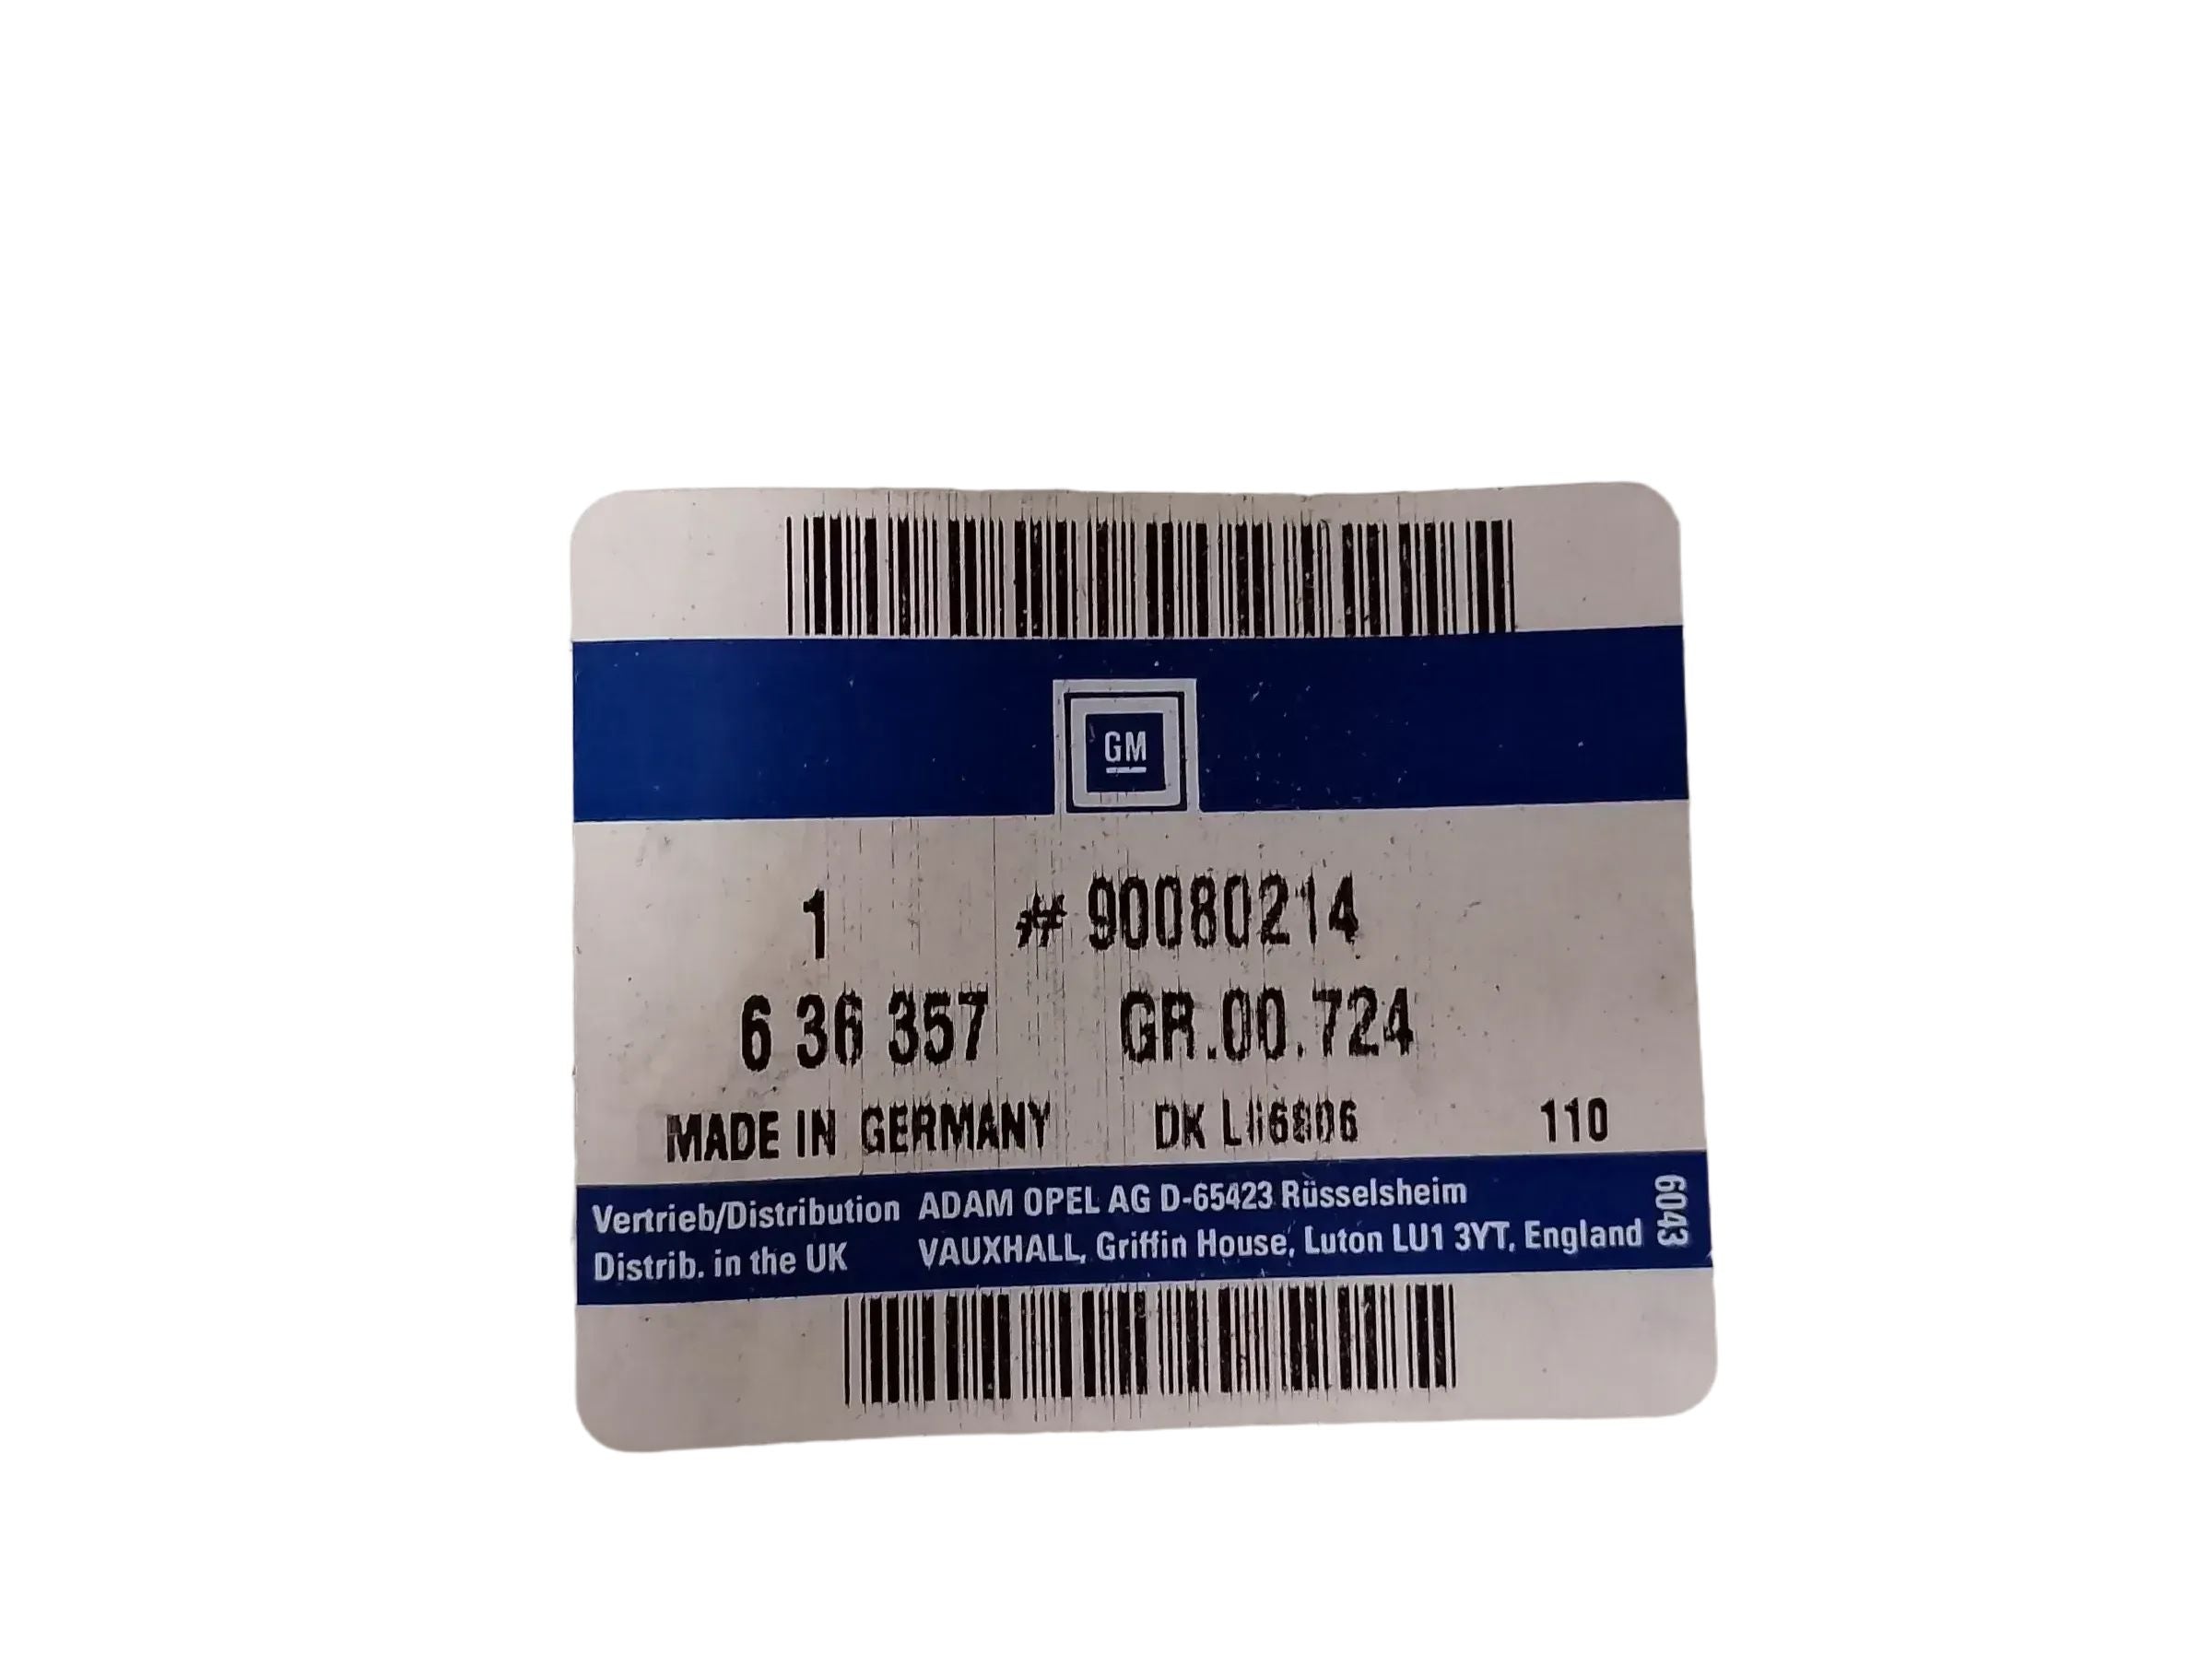 GM
1 # 90080214
6 36 357 GR.00.724
MADE IN GERMANY DK 110
Vertrieb/Distribution ADAM OPEL AG D-65423 Rüsselsheim
Distrib. in the UK VAUXHALL, Griffin House, Luton LU1 3YT, England
6043